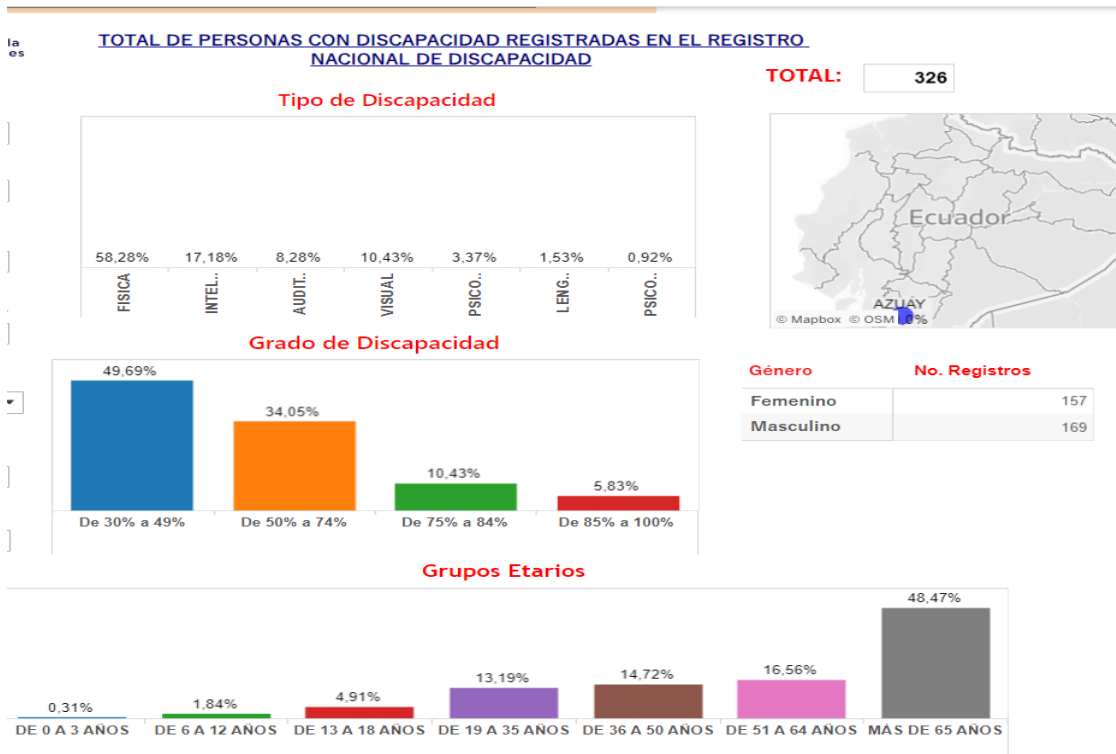 la
es
TOTAL DE PERSONAS CON DISCAPACIDAD REGISTRADAS EN EL REGISTRO
NACIONAL DE DISCAPACIDAD
TOTAL: 326
Tipo de Discapacidad
58,28% 17,18% 8,28% 10,43% 3,37% 1,53% 0,92%
FISICA INTEL.. AUDIT.. VISUAL PSICO.. LENG.. PSICO..
Ecuador
AZUAY
© Mapbox © OSM
Grado de Discapacidad
49,69%
34,05%
10,43%
5,83%
De 30% a 49% De 50% a 74% De 75% a 84% De 85% a 100%
Género No. Registros
Femenino 157
Masculino 169
Grupos Etarios
0,31% 1,84% 4,91% 13,19% 14,72% 16,56% 48,47%
DE 0 A 3 AÑOS DE 6 A 12 AÑOS DE 13 A 18 AÑOS DE 19 A 35 AÑOS DE 36 A 50 AÑOS DE 51 A 64 AÑOS MÁS DE 65 AÑOS